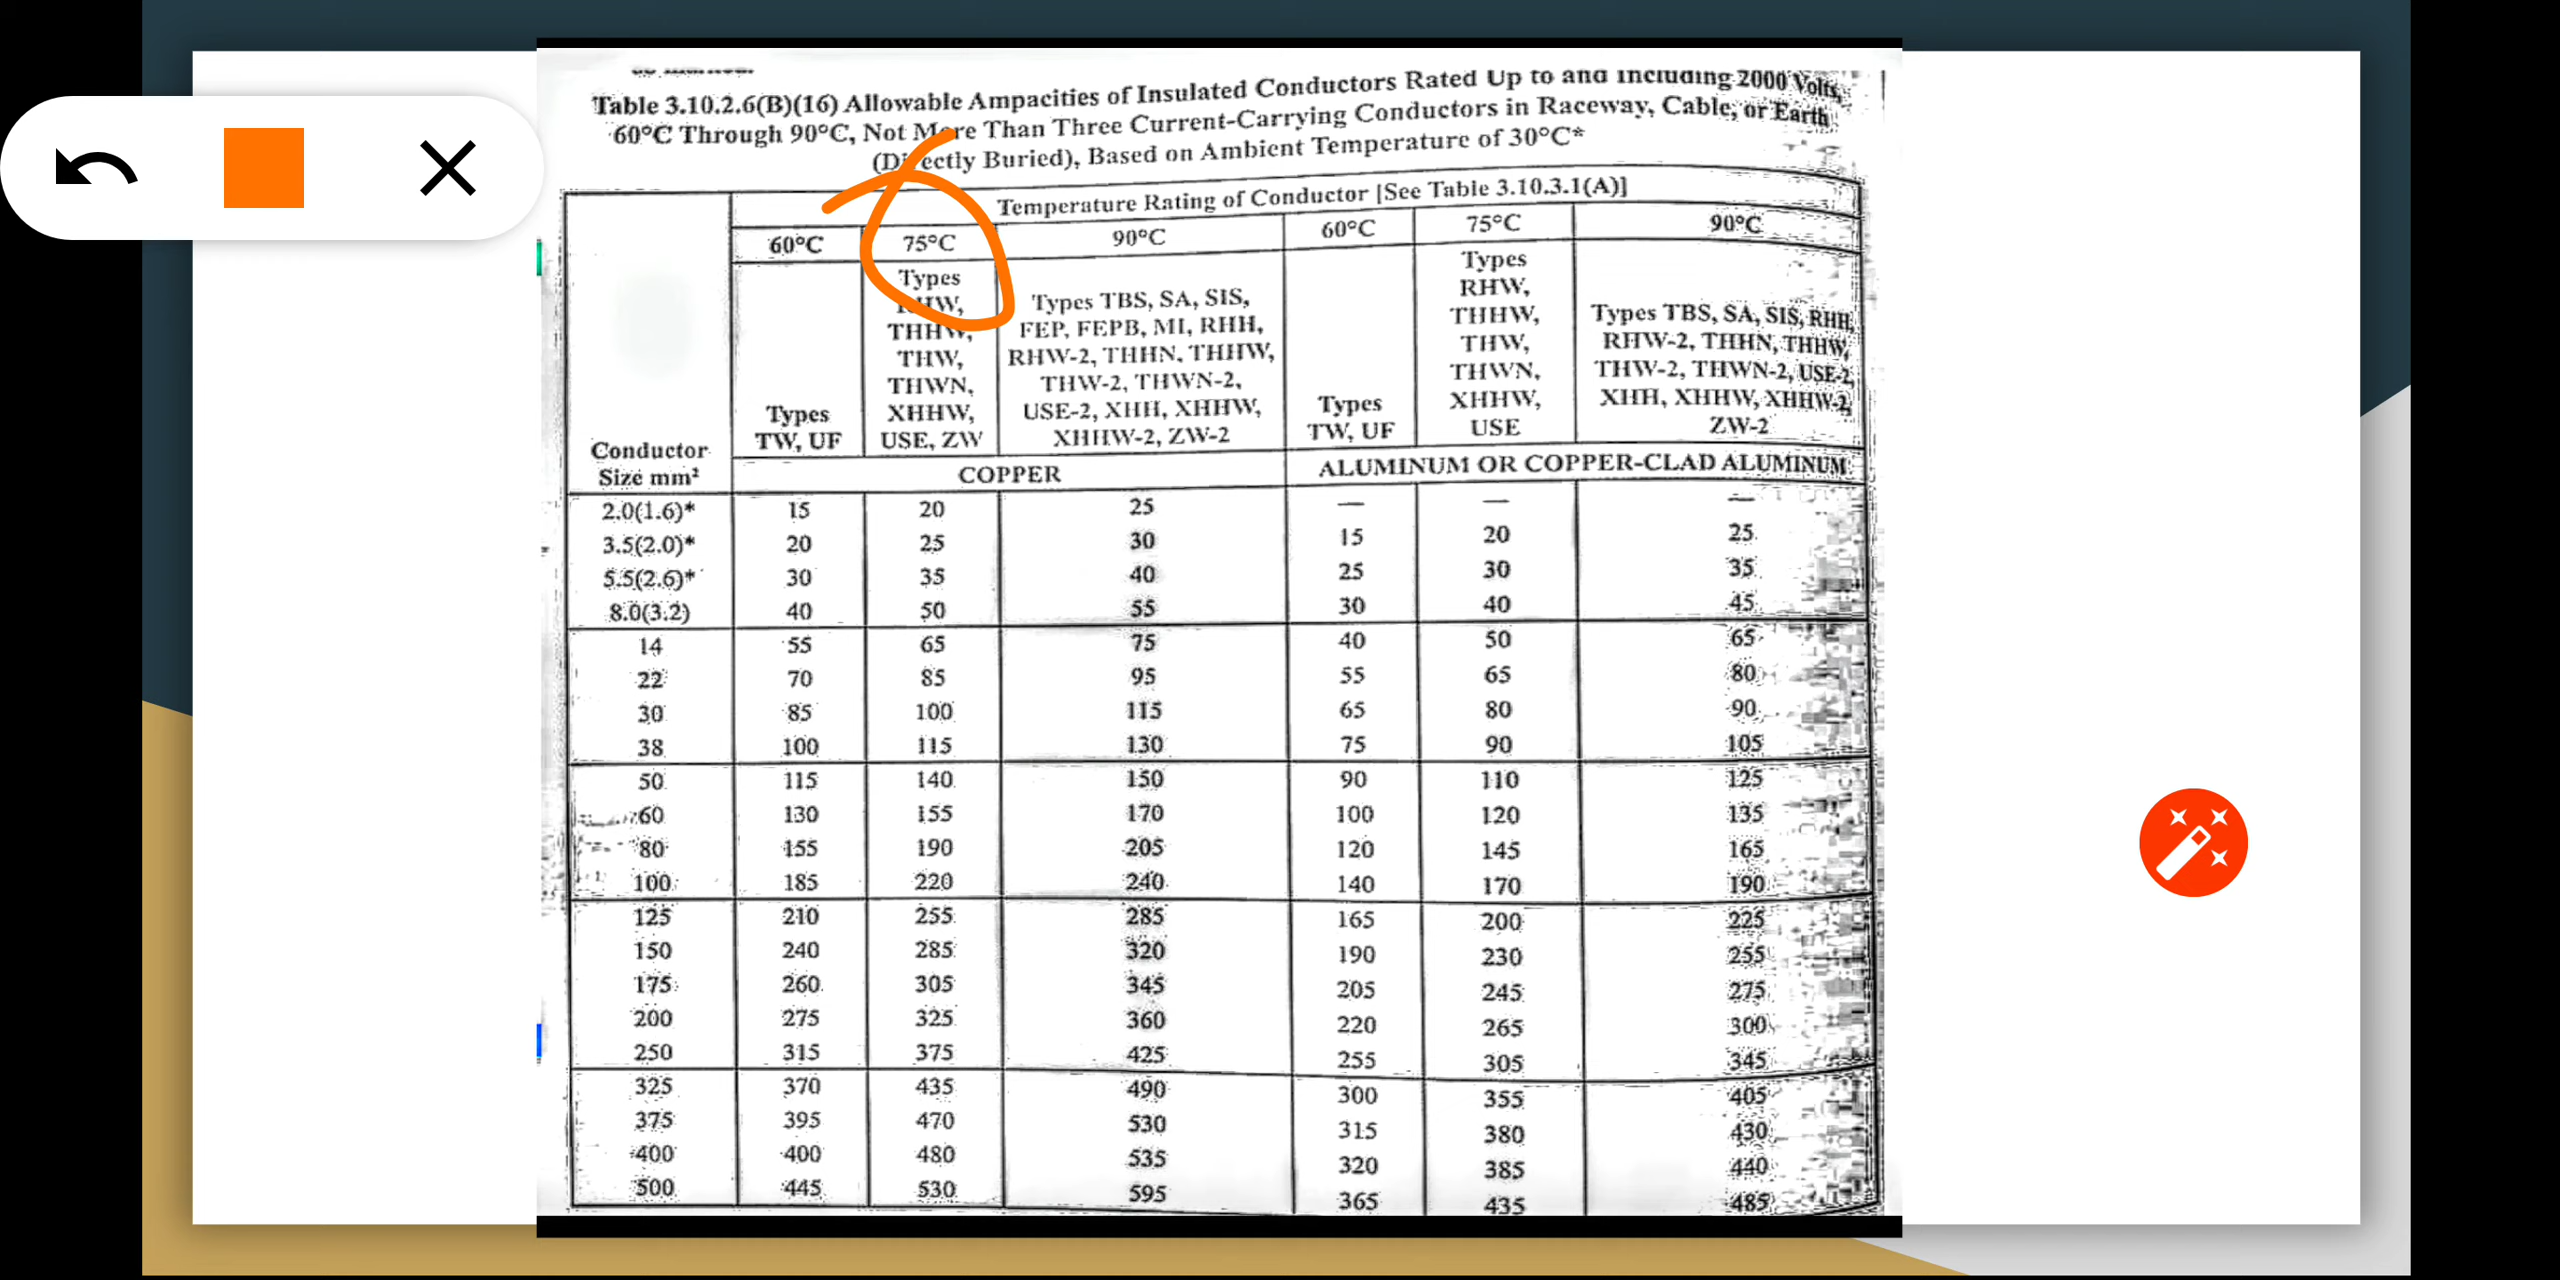 Table 3.10.2.6(B)(16) Allowable Ampacities of Insulated Conductors Rated Up to and Including 2000 Volts,
60°C Through 90°C, Not More Than Three Current-Carrying Conductors in Raceway, Cable, or Earth
(Directly Buried), Based on Ambient Temperature of 30°C*
Temperature Rating of Conductor [See Table 3.10.3.1(A)]
60°C 75°C 90°C 60°C 75°C 90°C
Conductor
Size mm²
Types
TW, UF
Types
RHW,
THHW,
THW,
THWN,
XHHW,
USE, ZW
Types TBS, SA, SIS,
FEP, FEPB, MI, RHH,
RHW-2, THHN, THHW,
THW-2, THWN-2,
USE-2, XHH, XHHW,
XHHW-2, ZW-2
Types
TW, UF
Types
RHW,
THHW,
THW,
THWN,
XHHW,
USE
Types TBS, SA, SIS, RHH,
RHW-2, THHN, THHW,
THW-2, THWN-2, USE-2,
XHH, XHHW, XHHW-2,
ZW-2
COPPER ALUMINUM OR COPPER-CLAD ALUMINUM
2.0(1.6)* 15 20 25 — — —
3.5(2.0)* 20 25 30 15 20 25
5.5(2.6)* 30 35 40 25 30 35
8.0(3.2) 40 50 55 30 40 45
14 55 65 75 40 50 65
22 70 85 95 55 65 80
30 85 100 115 65 80 90
38 100 115 130 75 90 105
50 115 140 150 90 110 125
60 130 155 170 100 120 135
80 155 190 205 120 145 165
100 185 220 240 140 170 190
125 210 255 285 165 200 225
150 240 285 320 190 230 255
175 260 305 345 205 245 275
200 275 325 360 220 265 300
250 315 375 425 255 305 345
325 370 435 490 300 355 405
375 395 470 530 315 380 430
400 400 480 535 320 385 440
500 445 530 595 365 435 485